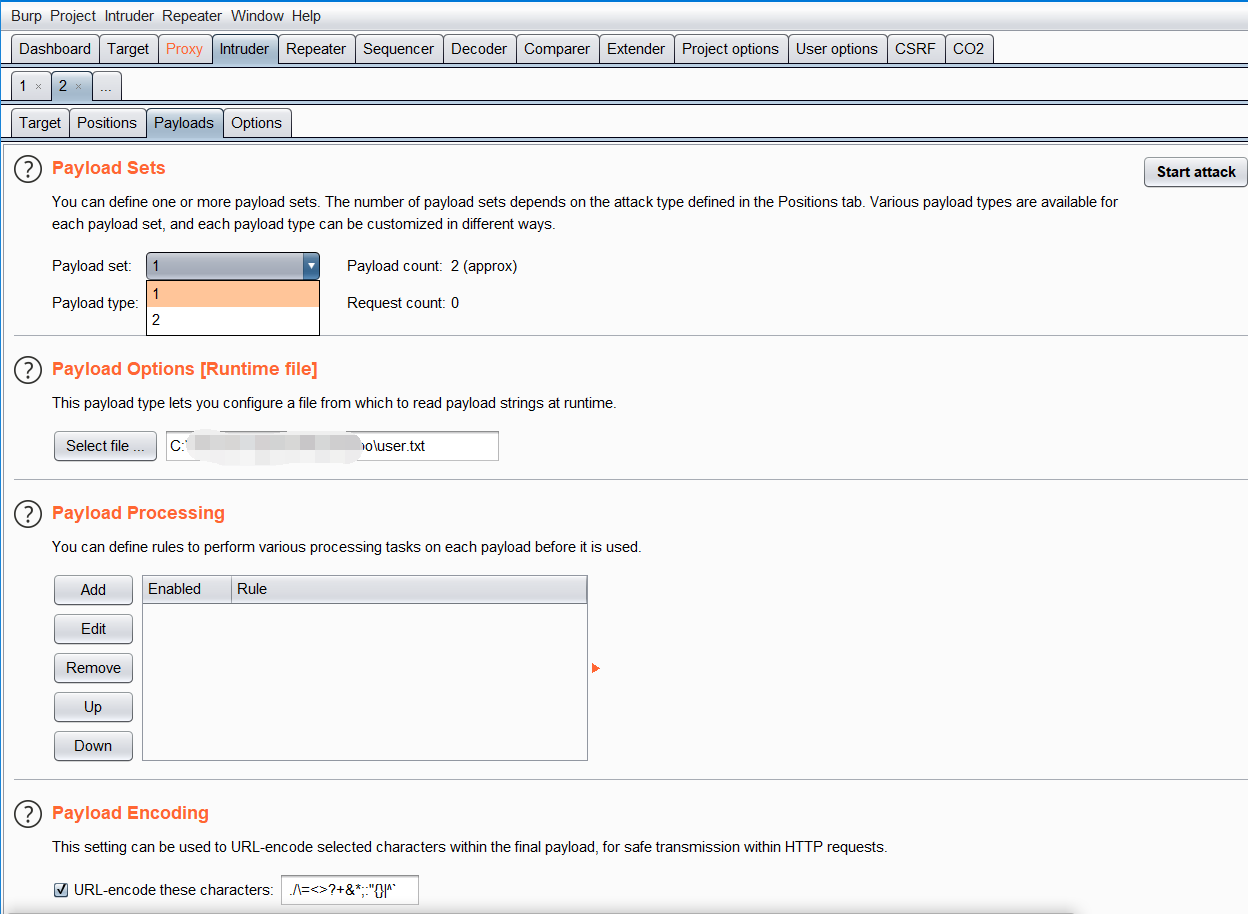 Burp Project Intruder Repeater Window Help
Dashboard Target Proxy Intruder Repeater Sequencer Decoder Comparer Extender Project options User options CSRF CO2
1 × 2 × ...
Target Positions Payloads Options
? Payload Sets
Start attack
You can define one or more payload sets. The number of payload sets depends on the attack type defined in the Positions tab. Various payload types are available for
each payload set, and each payload type can be customized in different ways.
Payload set: 1 Payload count: 2 (approx)
1
Payload type: Request count: 0
2
? Payload Options [Runtime file]
This payload type lets you configure a file from which to read payload strings at runtime.
Select file ... C:\ oo\user.txt
? Payload Processing
You can define rules to perform various processing tasks on each payload before it is used.
Add Enabled Rule
Edit
Remove
Up
Down
? Payload Encoding
This setting can be used to URL-encode selected characters within the final payload, for safe transmission within HTTP requests.
URL-encode these characters: ./\=<>?+&*;:"{}|^`